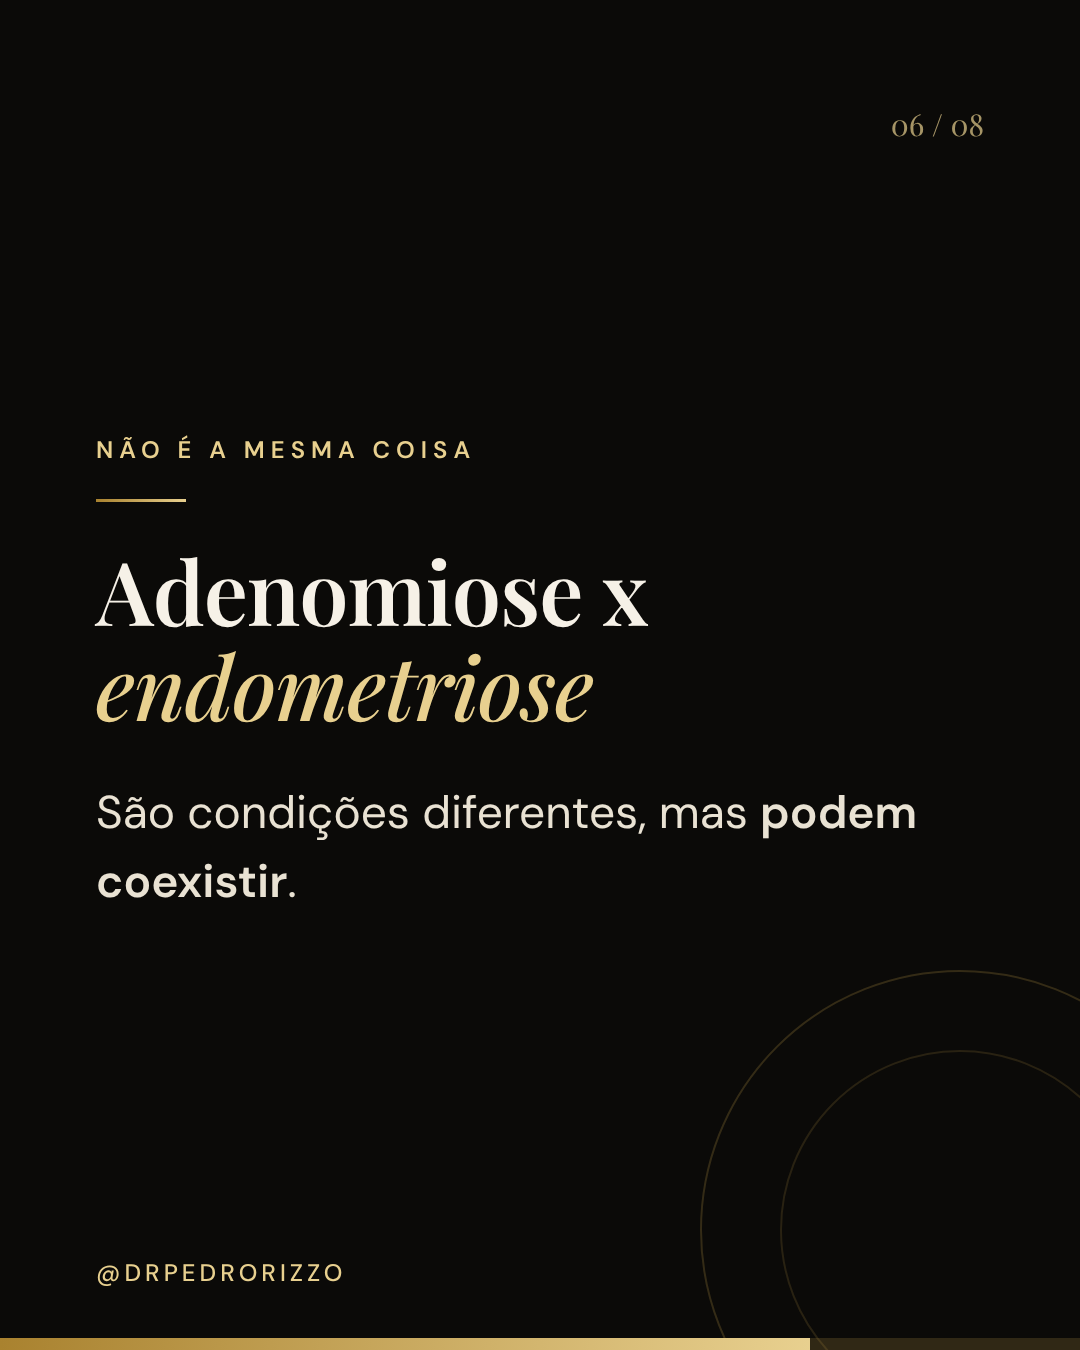 06 / 08
NÃO É A MESMA COISA
Adenomiose x
endometriose
São condições diferentes, mas podem
coexistir.
@DRPEDRORIZZO